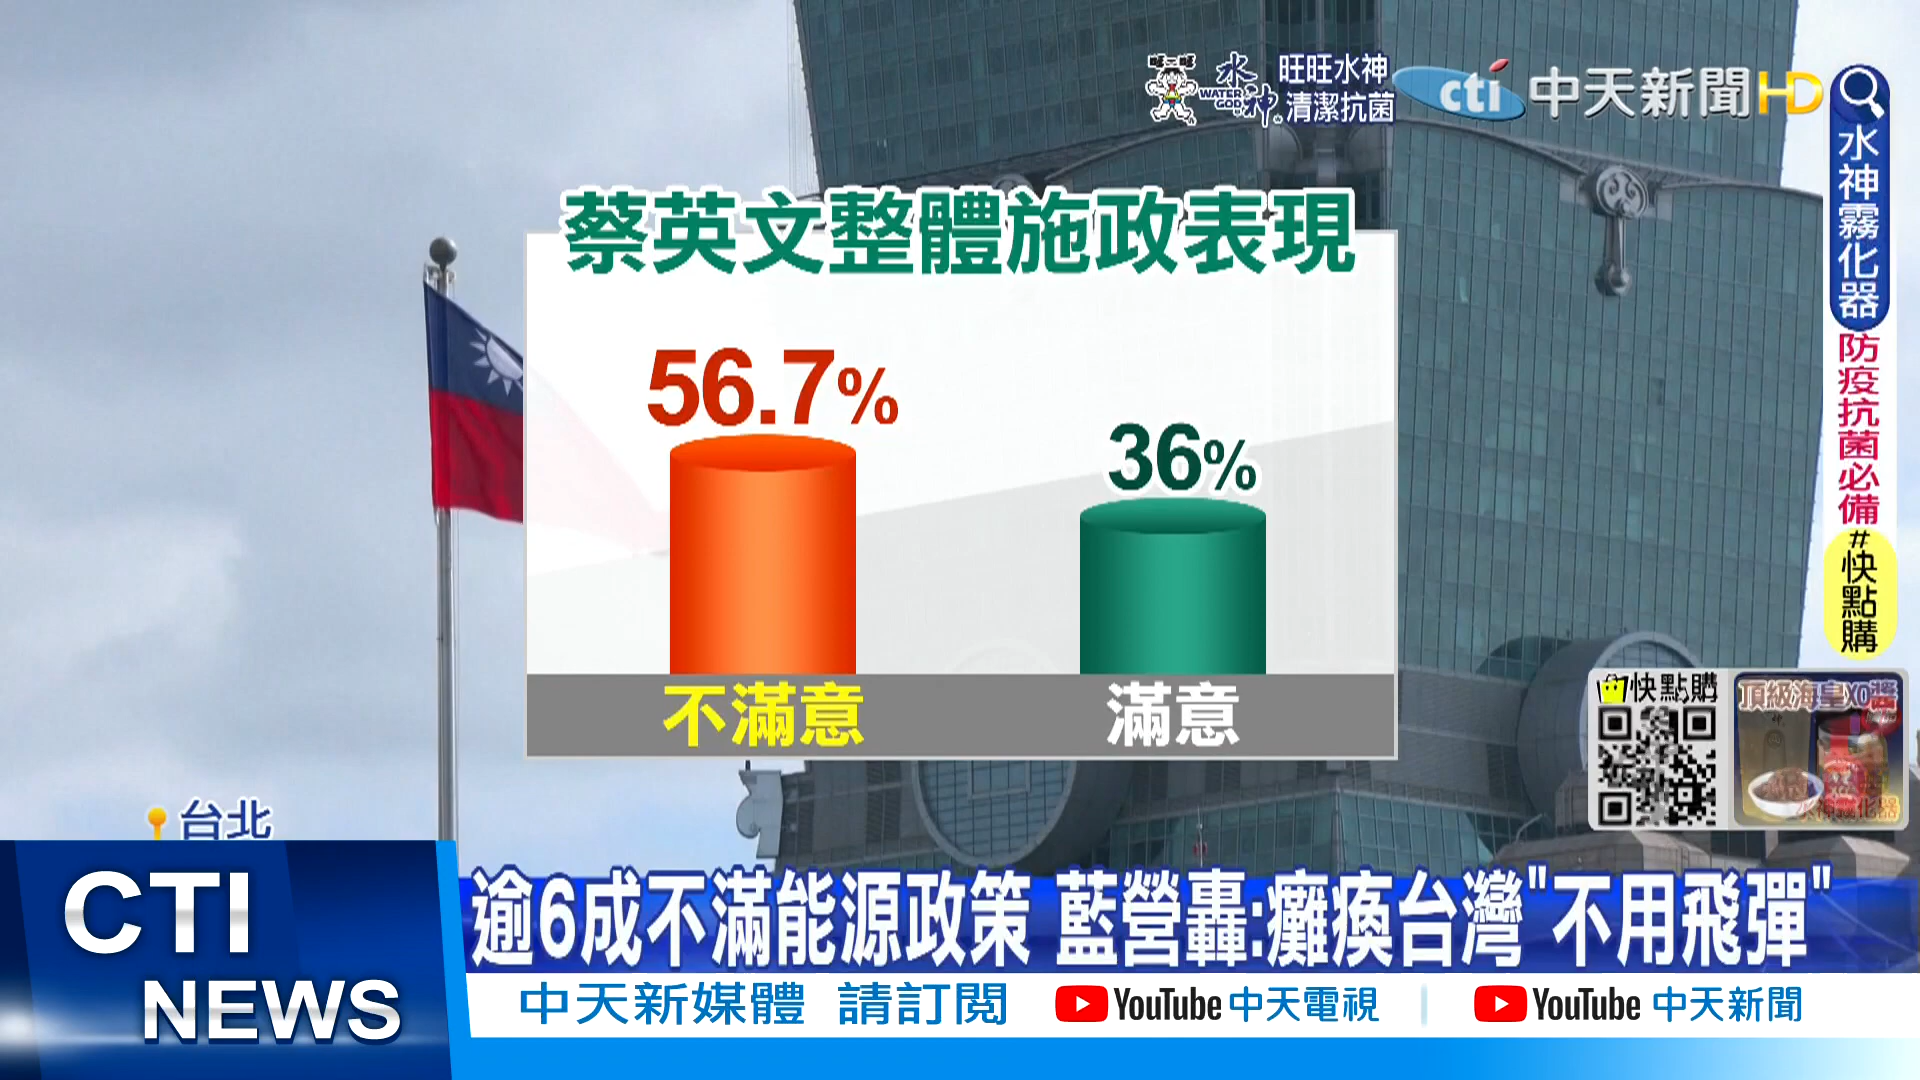 旺旺水神
清潔抗菌
水神
WATER GOD
cti 中天新聞HD
水神霧化器
防疫抗菌必備
#快點購
蔡英文整體施政表現
56.7%
36%
不滿意
滿意
快點購
頂級海皇XO醬
台北
CTI
NEWS
逾6成不滿能源政策 藍營轟:癱瘓台灣"不用飛彈"
中天新媒體 請訂閱 YouTube 中天電視 | YouTube 中天新聞